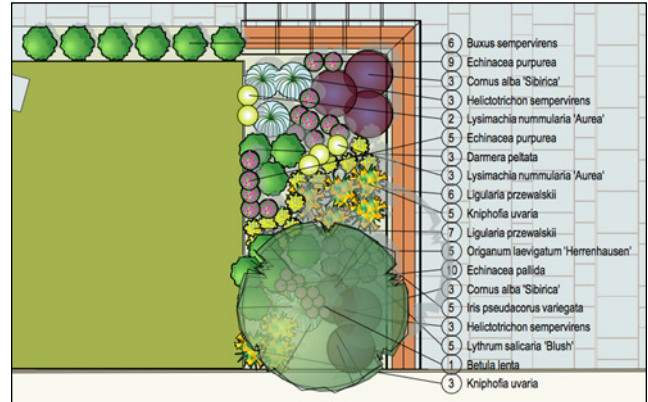 6 Buxus sempervirens
9 Echinacea purpurea
3 Cornus alba 'Sibirica'
3 Helictotrichon sempervirens
2 Lysimachia nummularia 'Aurea'
5 Echinacea purpurea
3 Darmera peltata
3 Lysimachia nummularia 'Aurea'
6 Ligularia przewalskii
5 Kniphofia uvaria
7 Ligularia przewalskii
5 Origanum laevigatum 'Herrenhausen'
10 Echinacea pallida
3 Cornus alba 'Sibirica'
5 Iris pseudacorus variegata
3 Helictotrichon sempervirens
5 Lythrum salicaria 'Blush'
1 Betula lenta
3 Kniphofia uvaria